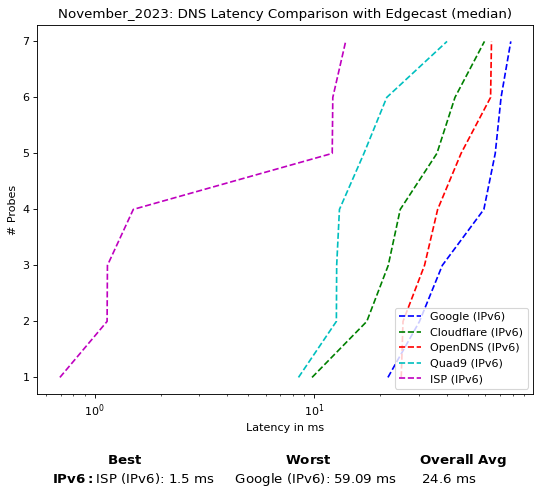 November_2023: DNS Latency Comparison with Edgecast (median)
7
6
5
4
3
2
1
# Probes
10⁰
10¹
Latency in ms
Google (IPv6)
Cloudflare (IPv6)
OpenDNS (IPv6)
Quad9 (IPv6)
ISP (IPv6)
Best Worst Overall Avg
IPv6: ISP (IPv6): 1.5 ms Google (IPv6): 59.09 ms 24.6 ms